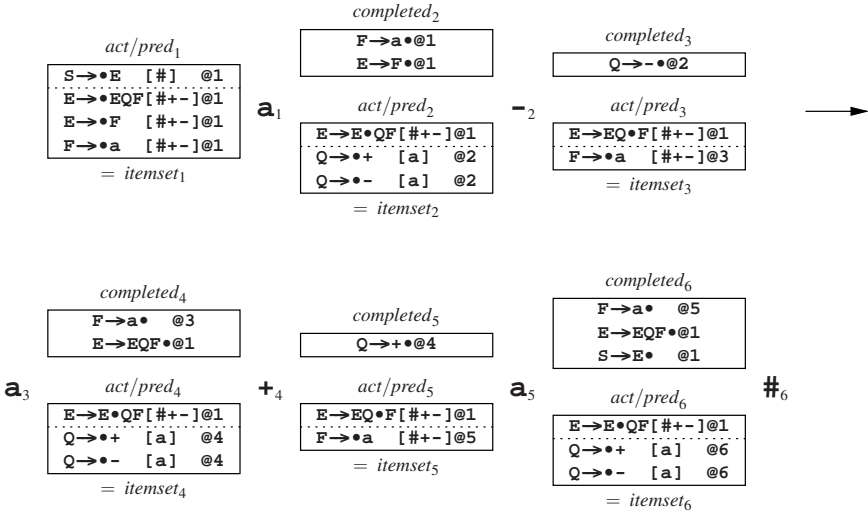 act/pred₁
S→•E [#] @1
E→•EQF[#+-]@1
E→•F [#+-]@1
F→•a [#+-]@1
= itemset₁
a₁
completed₂
F→a•@1
E→F•@1
act/pred₂
E→E•QF[#+-]@1
Q→•+ [a] @2
Q→•- [a] @2
= itemset₂
-₂
completed₃
Q→-•@2
act/pred₃
E→EQ•F[#+-]@1
F→•a [#+-]@3
= itemset₃
a₃
completed₄
F→a• @3
E→EQF•@1
act/pred₄
E→E•QF[#+-]@1
Q→•+ [a] @4
Q→•- [a] @4
= itemset₄
+₄
completed₅
Q→+•@4
act/pred₅
E→EQ•F[#+-]@1
F→•a [#+-]@5
= itemset₅
a₅
completed₆
F→a• @5
E→EQF•@1
S→E• @1
act/pred₆
E→E•QF[#+-]@1
Q→•+ [a] @6
Q→•- [a] @6
= itemset₆
#₆